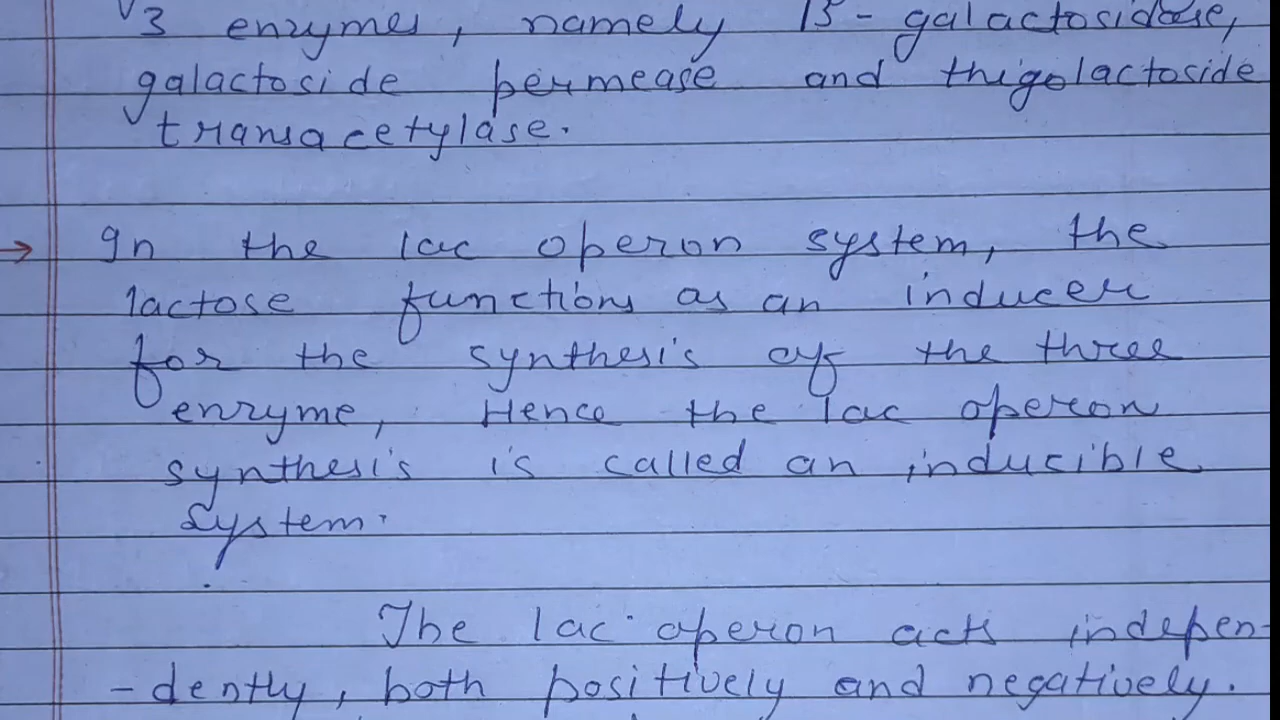 3 enzymes, namely β- galactosidase,
galactoside permease and thigolactoside
transacetylase.
→ In the lac operon system, the
lactose functions as an inducer
for the synthesis of the three
enzyme, Hence the lac operon
synthesis is called an inducible
system.
The lac operon acts indepen-
-dently, both positively and negatively.